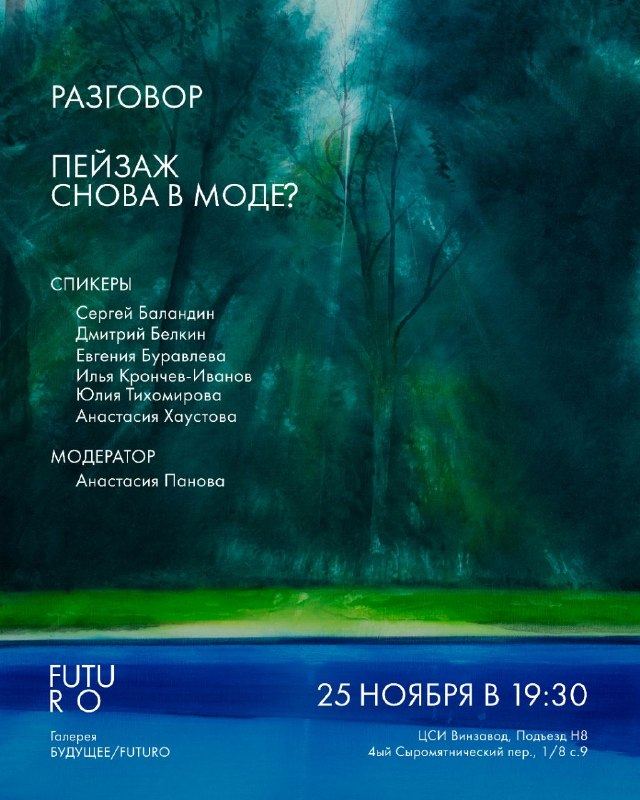 РАЗГОВОР
ПЕЙЗАЖ
СНОВА В МОДЕ?
СПИКЕРЫ
Сергей Баландин
Дмитрий Белкин
Евгения Буравлева
Илья Крончев-Иванов
Юлия Тихомирова
Анастасия Хаустова
МОДЕРАТОР
Анастасия Панова
FUTU
R O
Галерея
БУДУЩЕЕ/FUTURO
25 НОЯБРЯ В 19:30
ЦСИ Винзавод, Подъезд Н8
4ый Сыромятнический пер., 1/8 с.9